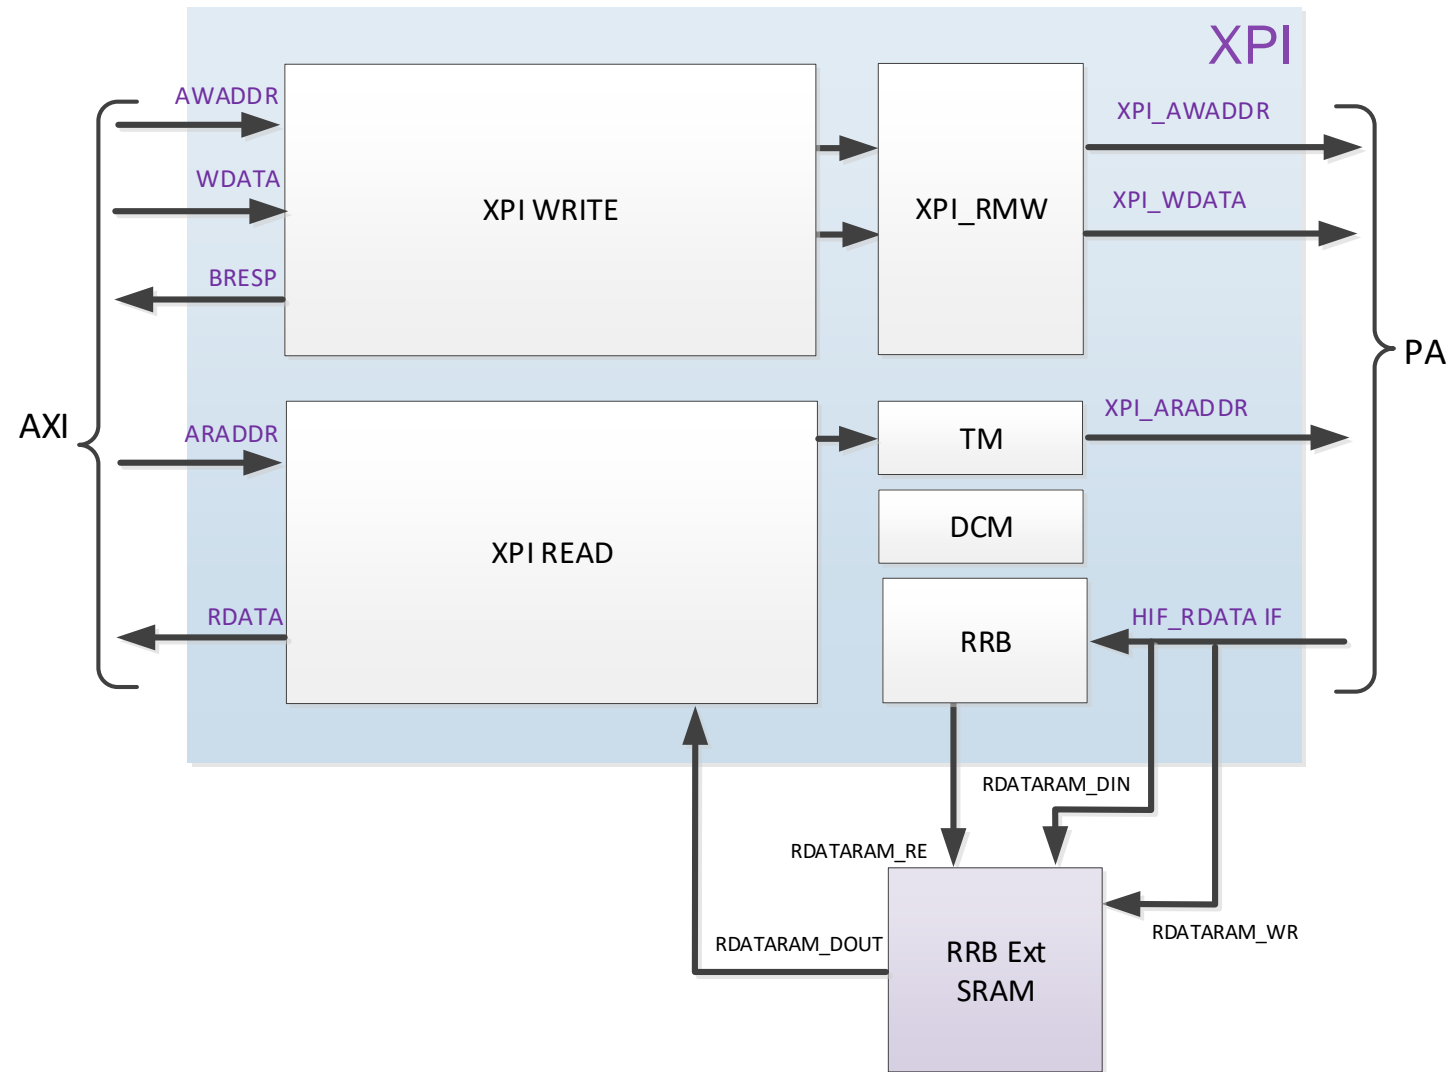 XPI
AWADDR
WDATA
BRESP
XPI WRITE
XPI_RMW
XPI_AWADDR
XPI_WDATA
PA
AXI
ARADDR
RDATA
XPI READ
TM
XPI_ARADDR
DCM
RRB
HIF_RDATA IF
RDATARAM_DIN
RDATARAM_RE
RDATARAM_DOUT
RDATARAM_WR
RRB Ext
SRAM